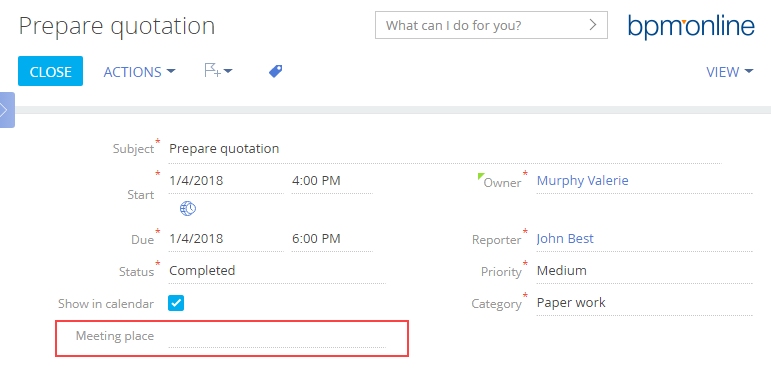 Prepare quotation
What can I do for you?
bpm'online
CLOSE ACTIONS VIEW
Subject* Prepare quotation
Start* 1/4/2018 4:00 PM Owner* Murphy Valerie
Due* 1/4/2018 6:00 PM Reporter* John Best
Status* Completed Priority* Medium
Show in calendar Category* Paper work
Meeting place